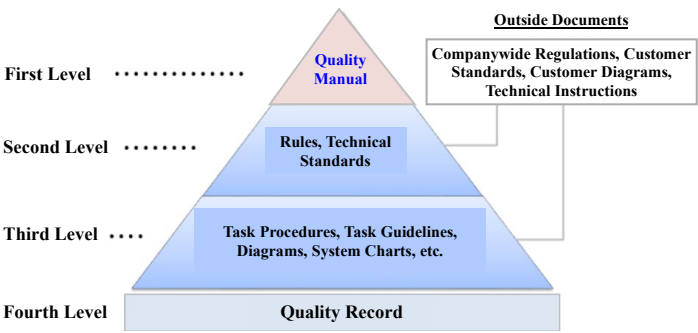 Outside Documents
Companywide Regulations, Customer
Standards, Customer Diagrams,
Technical Instructions
First Level
Quality
Manual
Second Level
Rules, Technical
Standards
Third Level
Task Procedures, Task Guidelines,
Diagrams, System Charts, etc.
Fourth Level
Quality Record